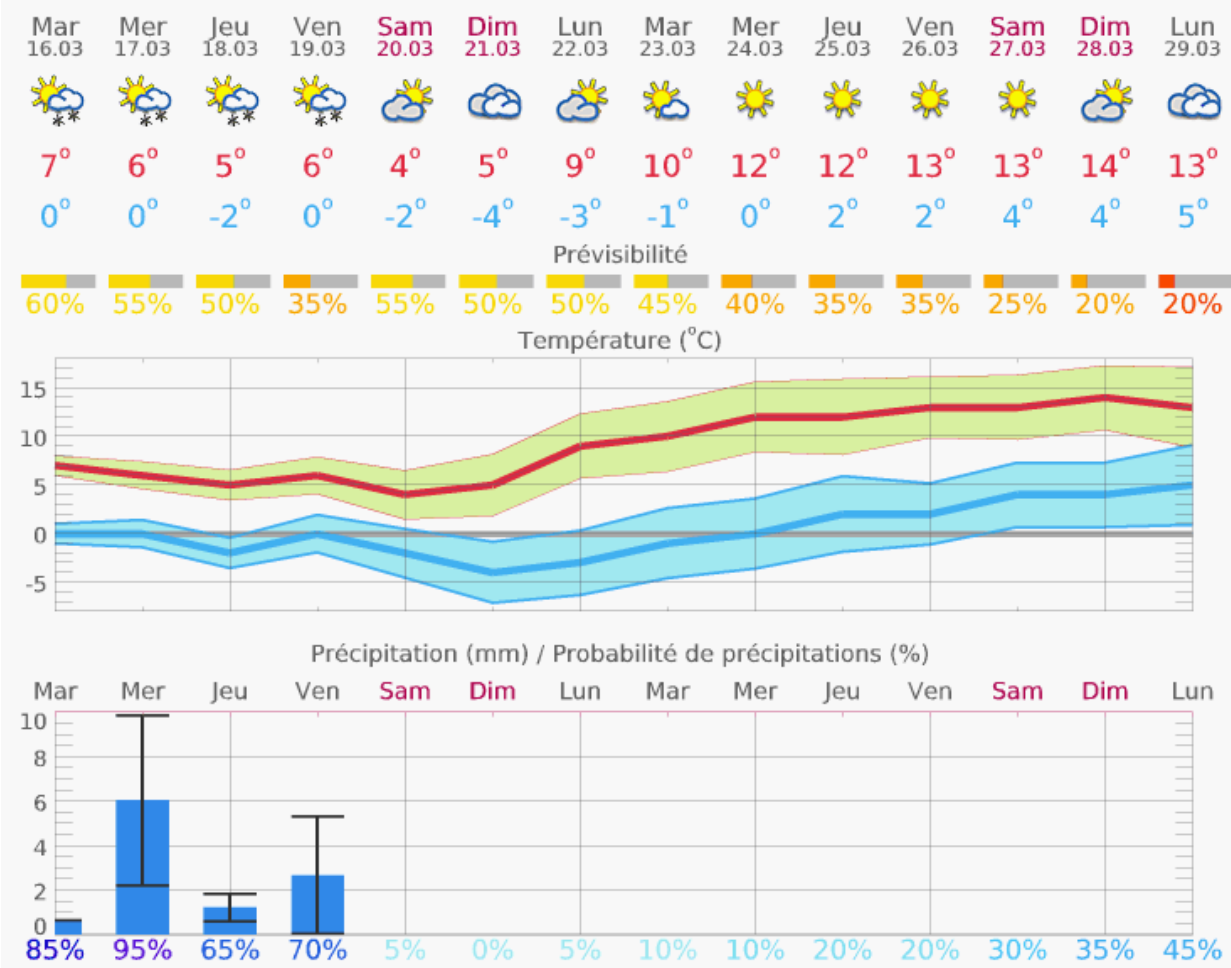 Mar Mer Jeu Ven Sam Dim Lun Mar Mer Jeu Ven Sam Dim Lun
16.03 17.03 18.03 19.03 20.03 21.03 22.03 23.03 24.03 25.03 26.03 27.03 28.03 29.03
7° 6° 5° 6° 4° 5° 9° 10° 12° 12° 13° 13° 14° 13°
0° 0° -2° 0° -2° -4° -3° -1° 0° 2° 2° 4° 4° 5°
Prévisibilité
60% 55% 50% 35% 55% 50% 50% 45% 40% 35% 35% 25% 20% 20%
Température (°C)
15
10
5
0
-5
Précipitation (mm) / Probabilité de précipitations (%)
Mar Mer Jeu Ven Sam Dim Lun Mar Mer Jeu Ven Sam Dim Lun
10
8
6
4
2
0
85% 95% 65% 70% 5% 0% 5% 10% 10% 20% 20% 30% 35% 45%